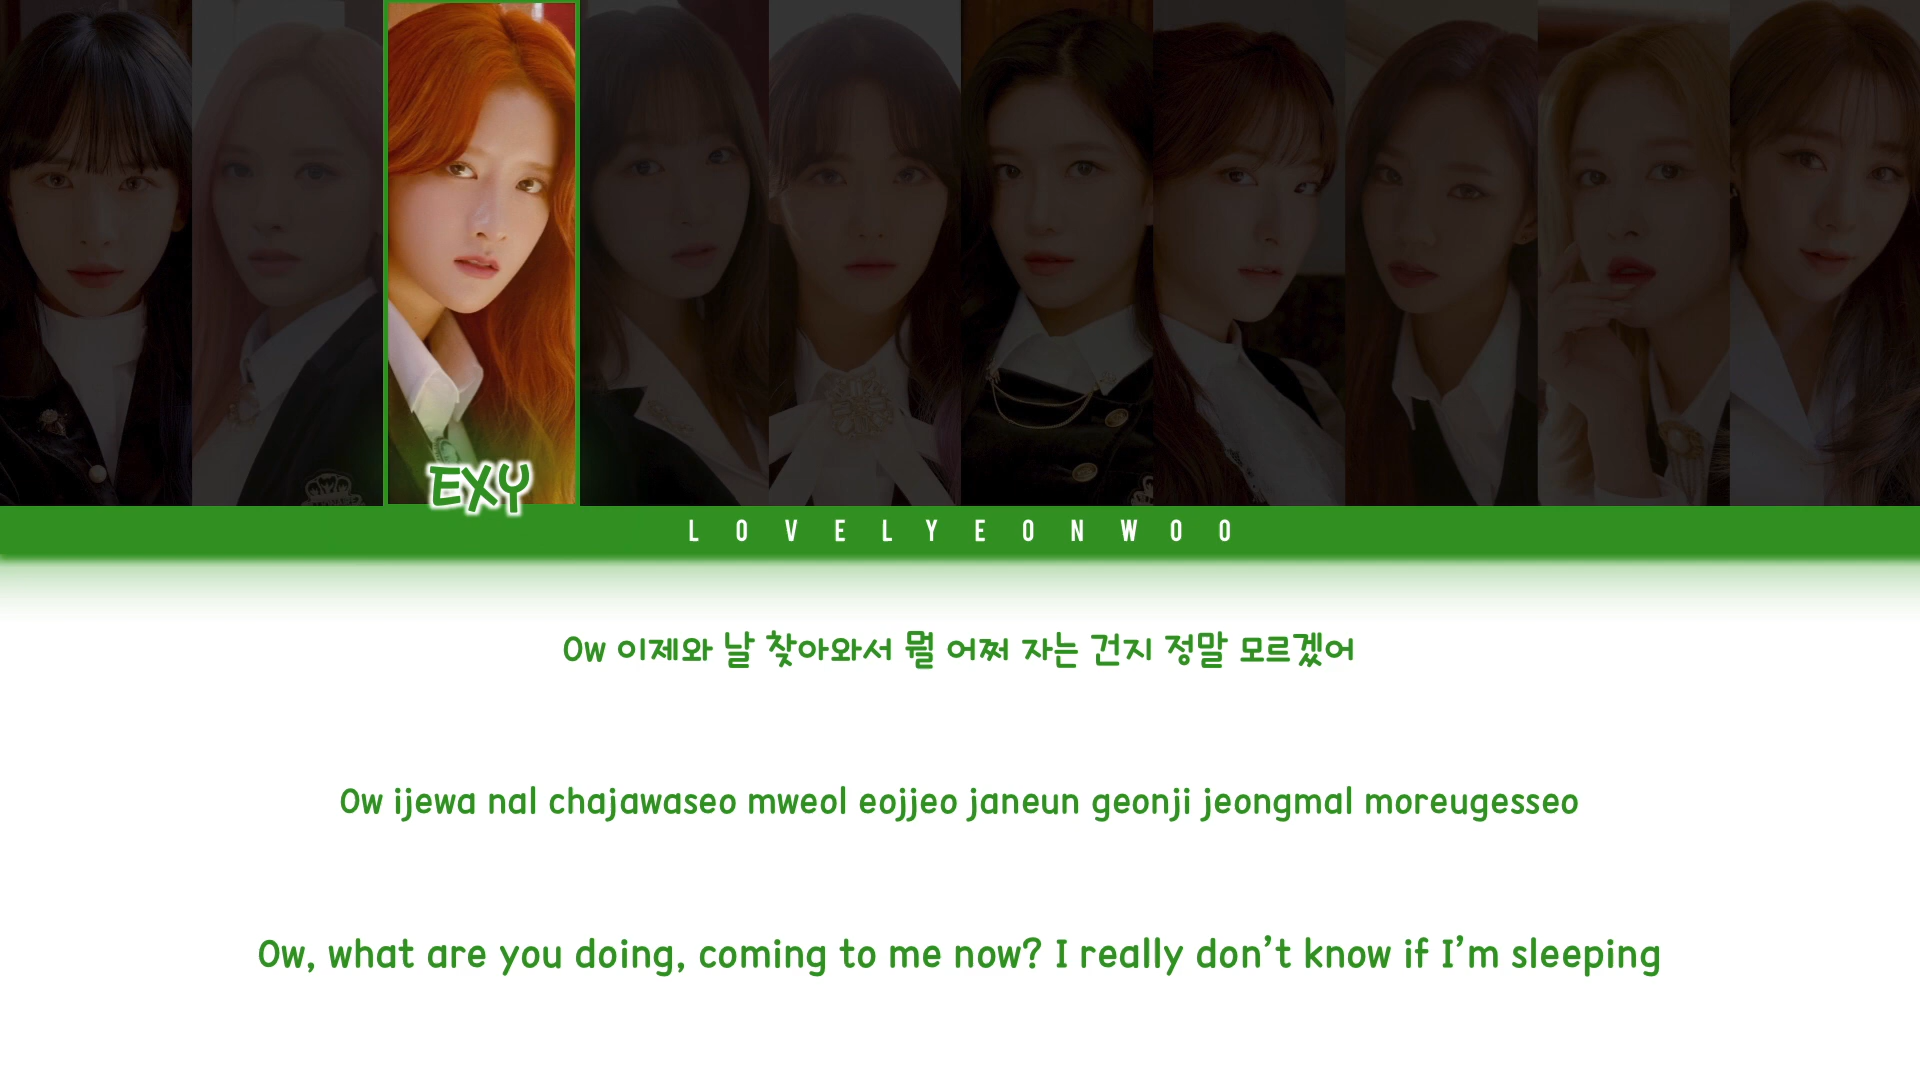 EXY
LOVELYEONWOO
Ow 이제와 날 찾아와서 뭘 어쩌 자는 건지 정말 모르겠어
Ow ijewa nal chajawaseo mweol eojjeo janeun geonji jeongmal moreugesseo
Ow, what are you doing, coming to me now? I really don’t know if I’m sleeping